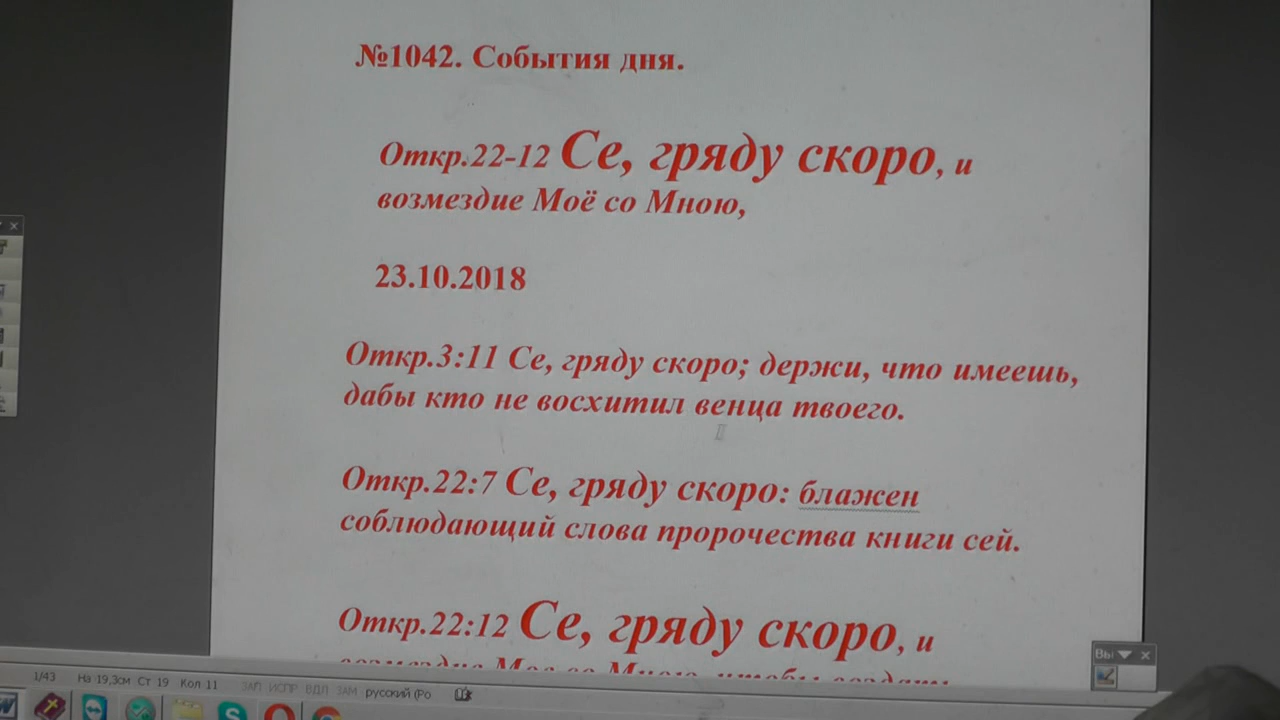 №1042. События дня.
Откр.22-12 Се, гряду скоро, и
возмездие Моё со Мною,
23.10.2018
Откр.3:11 Се, гряду скоро; держи, что имеешь,
дабы кто не восхитил венца твоего.
Откр.22:7 Се, гряду скоро: блажен
соблюдающий слова пророчества книги сей.
Откр.22:12 Се, гряду скоро, и
Вы
1/43 На 19,3см Ст 19 Кол 11 ЗАП ИСПР ВДЛ ЗАМ русский (Ро